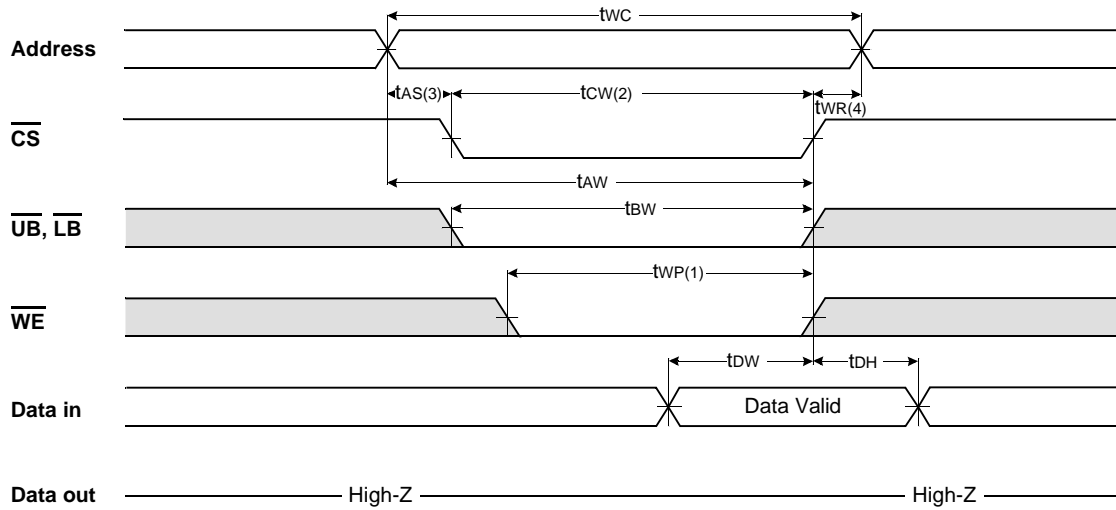 tWC
Address
tAS(3) tCW(2) tWR(4)
CS
tAW
UB, LB tBW
tWP(1)
WE
tDW tDH
Data in Data Valid
Data out High-Z High-Z